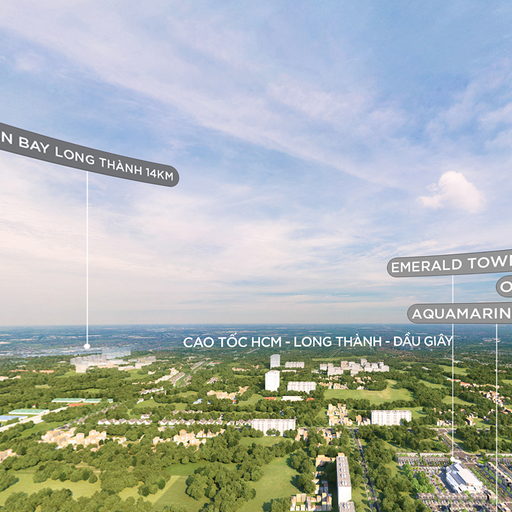 N BAY LONG THÀNH 14KM
EMERALD TOW
AQUAMARIN
CAO TỐC HCM - LONG THÀNH - DẦU GIÂY